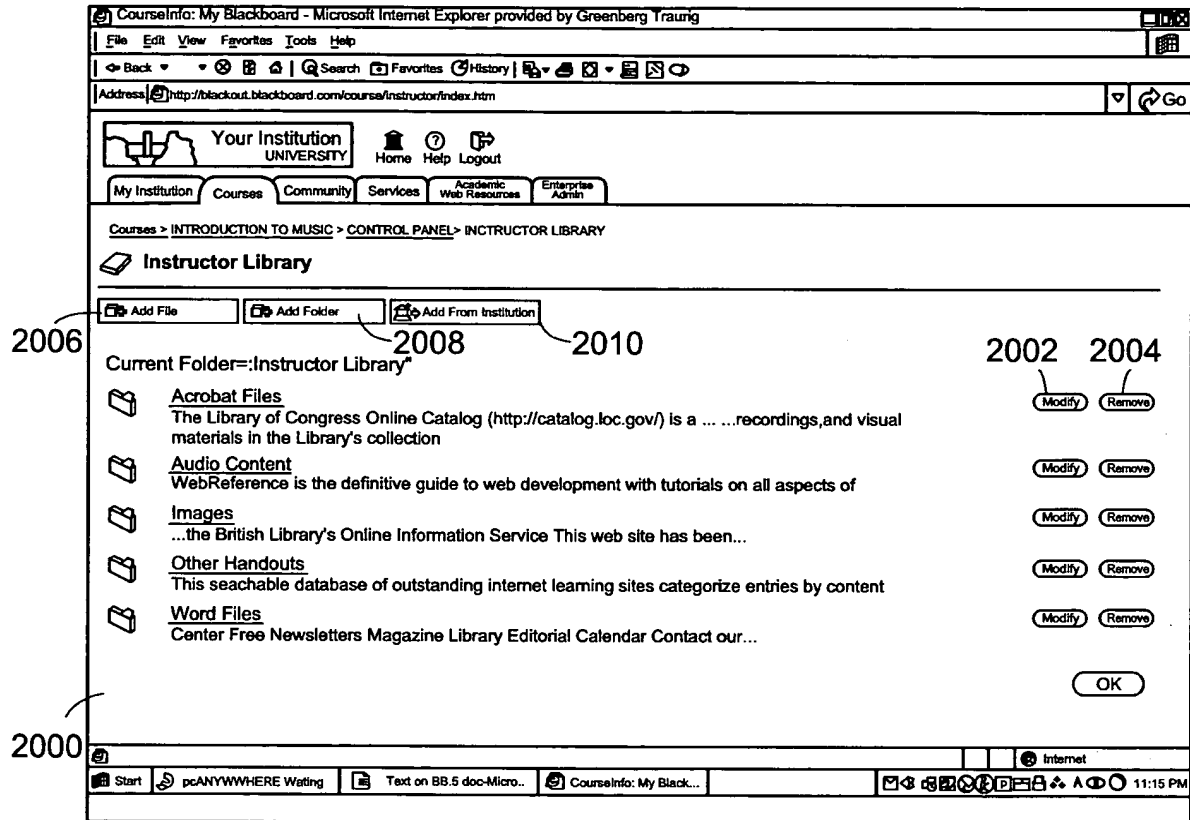 CourseInfo: My Blackboard - Microsoft Internet Explorer provided by Greenberg Traurig
File Edit View Favorites Tools Help
Back Search Favorites History
Address http://blackout.blackboard.com/course/instructor/index.htm Go
Your Institution
UNIVERSITY
Home Help Logout
My Institution Courses Community Services Academic Web Resources Enterprise Admin
Courses > INTRODUCTION TO MUSIC > CONTROL PANEL> INCTRUCTOR LIBRARY
Instructor Library
Add File Add Folder Add From Institution
2006 2008 2010 2002 2004
Current Folder=:Instructor Library"
Acrobat Files Modify Remove
The Library of Congress Online Catalog (http://catalog.loc.gov/) is a ... ...recordings,and visual
materials in the Library's collection
Audio Content Modify Remove
WebReference is the definitive guide to web development with tutorials on all aspects of
Images Modify Remove
...the British Library's Online Information Service This web site has been...
Other Handouts Modify Remove
This seachable database of outstanding internet learning sites categorize entries by content
Word Files Modify Remove
Center Free Newsletters Magazine Library Editorial Calendar Contact our...
OK
2000
Internet
Start pcANYWWHERE Wating Text on BB.5 doc-Micro.. CourseInfo: My Black... P A 11:15 PM